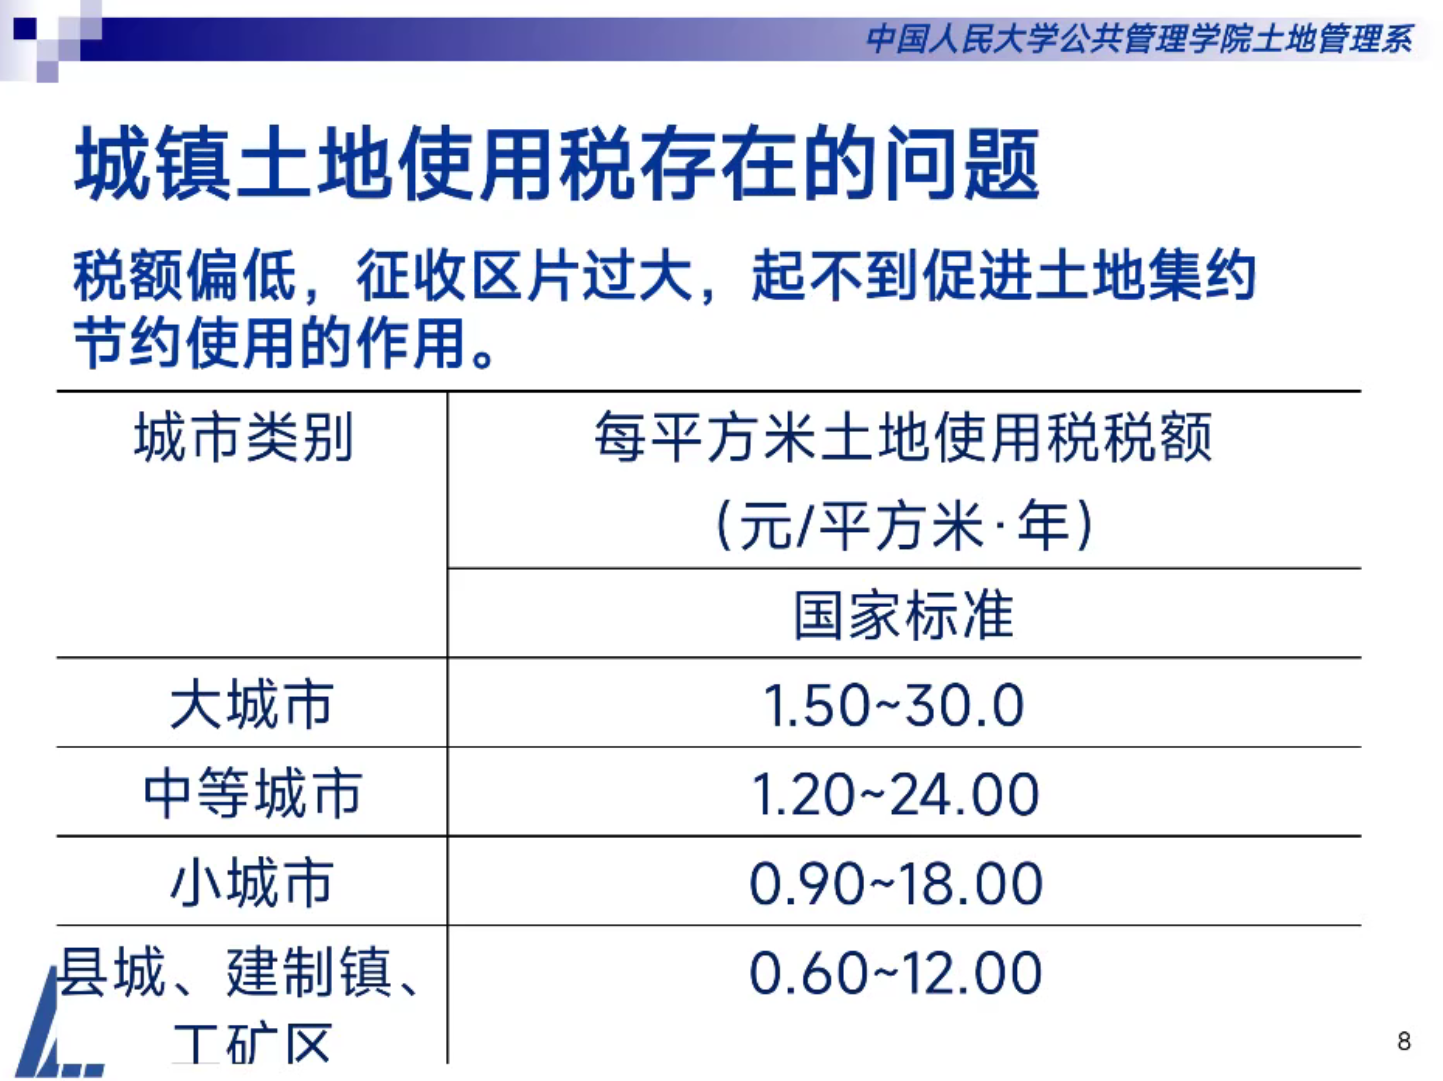 中国人民大学公共管理学院土地管理系
城镇土地使用税存在的问题
税额偏低，征收区片过大，起不到促进土地集约
节约使用的作用。
城市类别
每平方米土地使用税税额
（元/平方米·年）
国家标准
大城市
1.50~30.0
中等城市
1.20~24.00
小城市
0.90~18.00
县城、建制镇、
工矿区
0.60~12.00
8